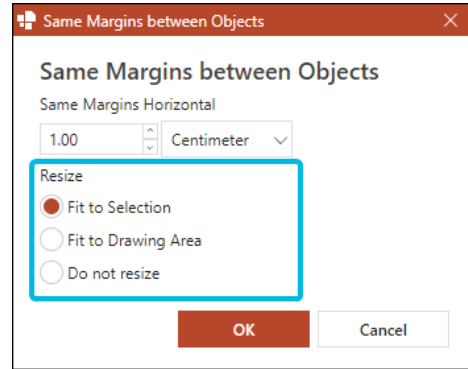 Same Margins between Objects
Same Margins between Objects
Same Margins Horizontal
1.00 Centimeter
Resize
Fit to Selection
Fit to Drawing Area
Do not resize
OK Cancel